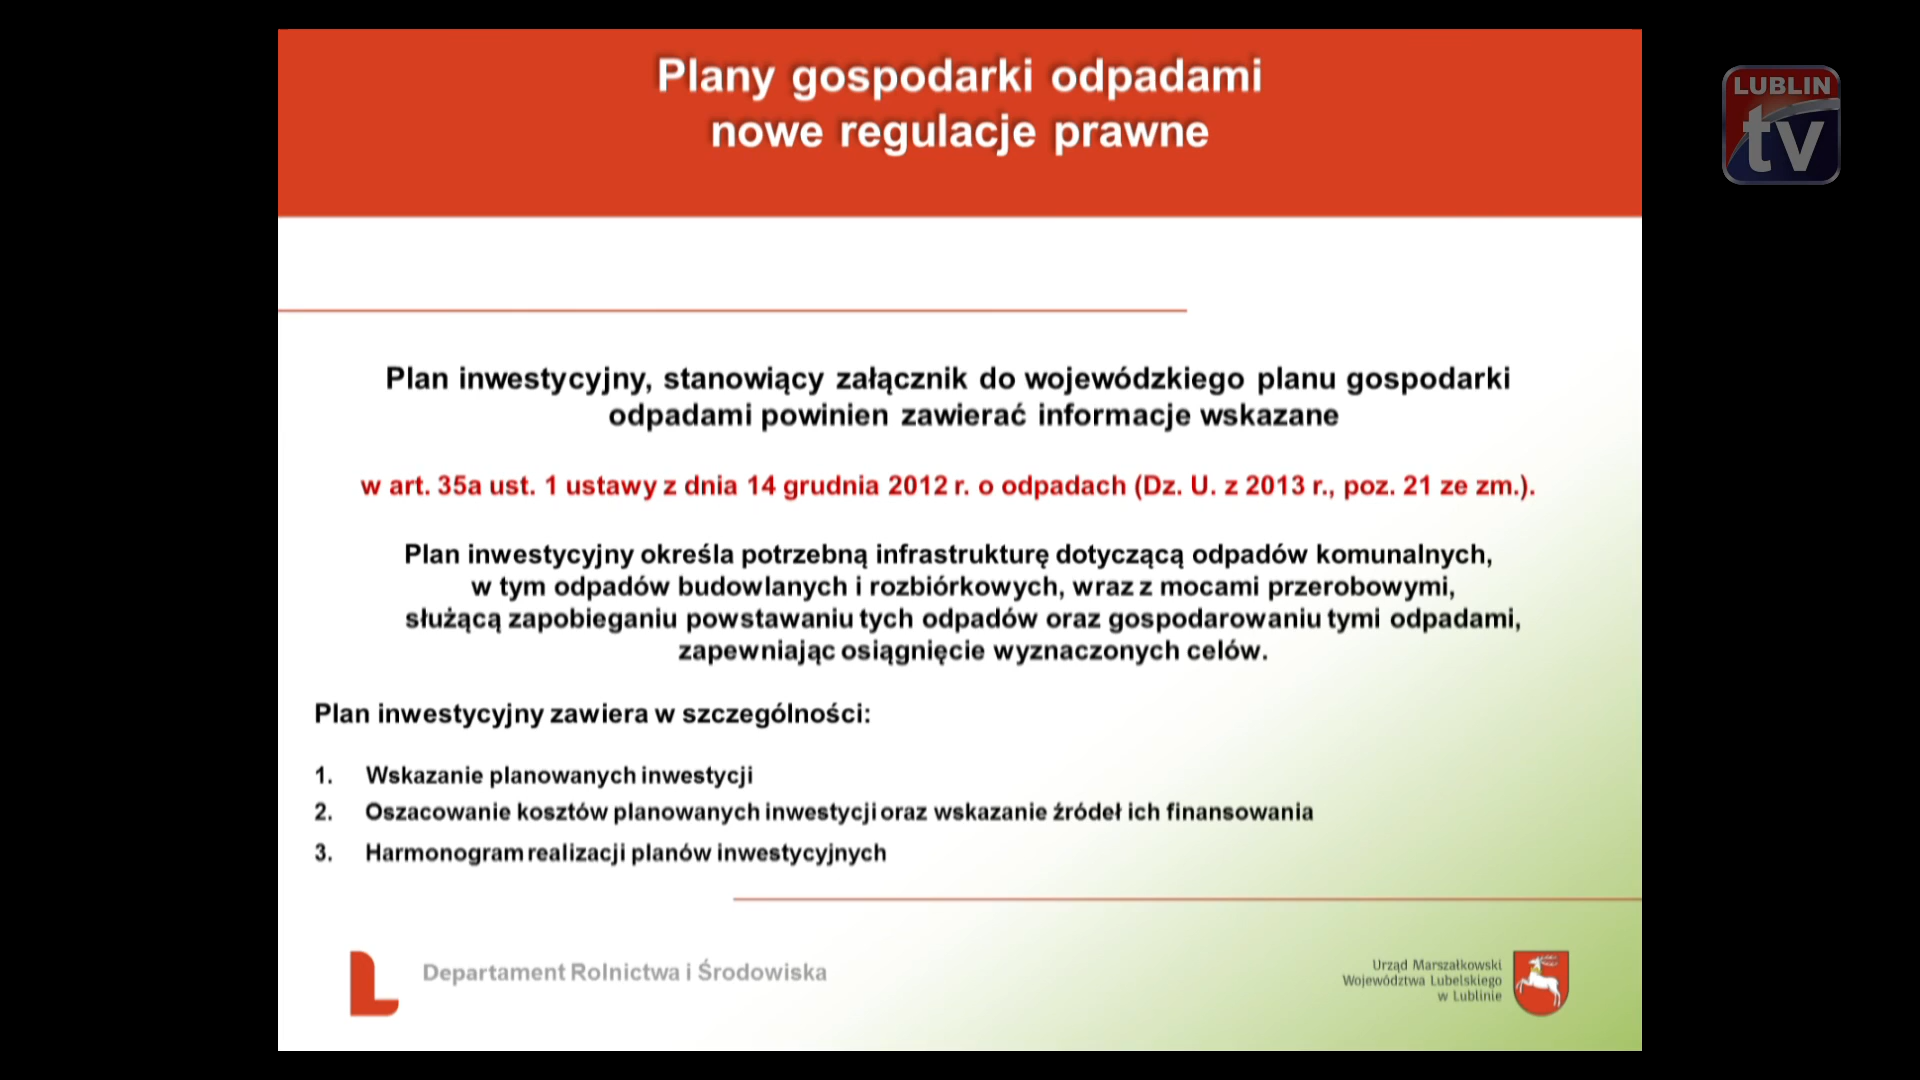 Plany gospodarki odpadami
nowe regulacje prawne
LUBLIN
tv
Plan inwestycyjny, stanowiący załącznik do wojewódzkiego planu gospodarki
odpadami powinien zawierać informacje wskazane
w art. 35a ust. 1 ustawy z dnia 14 grudnia 2012 r. o odpadach (Dz. U. z 2013 r., poz. 21 ze zm.).
Plan inwestycyjny określa potrzebną infrastrukturę dotyczącą odpadów komunalnych,
w tym odpadów budowlanych i rozbiórkowych, wraz z mocami przerobowymi,
służącą zapobieganiu powstawaniu tych odpadów oraz gospodarowaniu tymi odpadami,
zapewniając osiągnięcie wyznaczonych celów.
Plan inwestycyjny zawiera w szczególności:
1. Wskazanie planowanych inwestycji
2. Oszacowanie kosztów planowanych inwestycji oraz wskazanie źródeł ich finansowania
3. Harmonogram realizacji planów inwestycyjnych
Departament Rolnictwa i Środowiska
Urząd Marszałkowski
Województwa Lubelskiego
w Lublinie